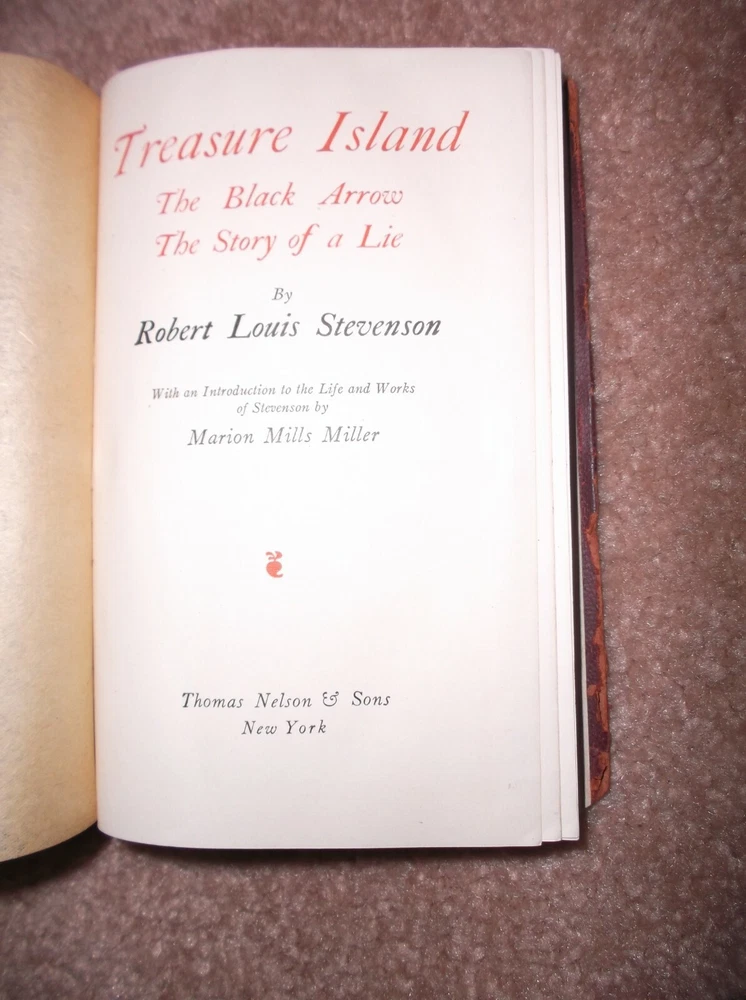 Treasure Island
The Black Arrow
The Story of a Lie
By
Robert Louis Stevenson
With an Introduction to the Life and Works
of Stevenson by
Marion Mills Miller
Thomas Nelson & Sons
New York